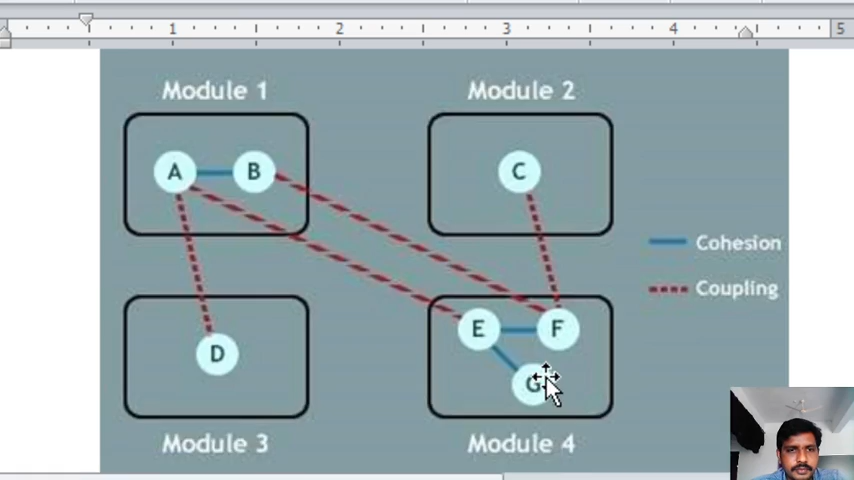 1 2 3 4 5
Module 1 Module 2
A B C
Cohesion
Coupling
E F
D
G
Module 3 Module 4